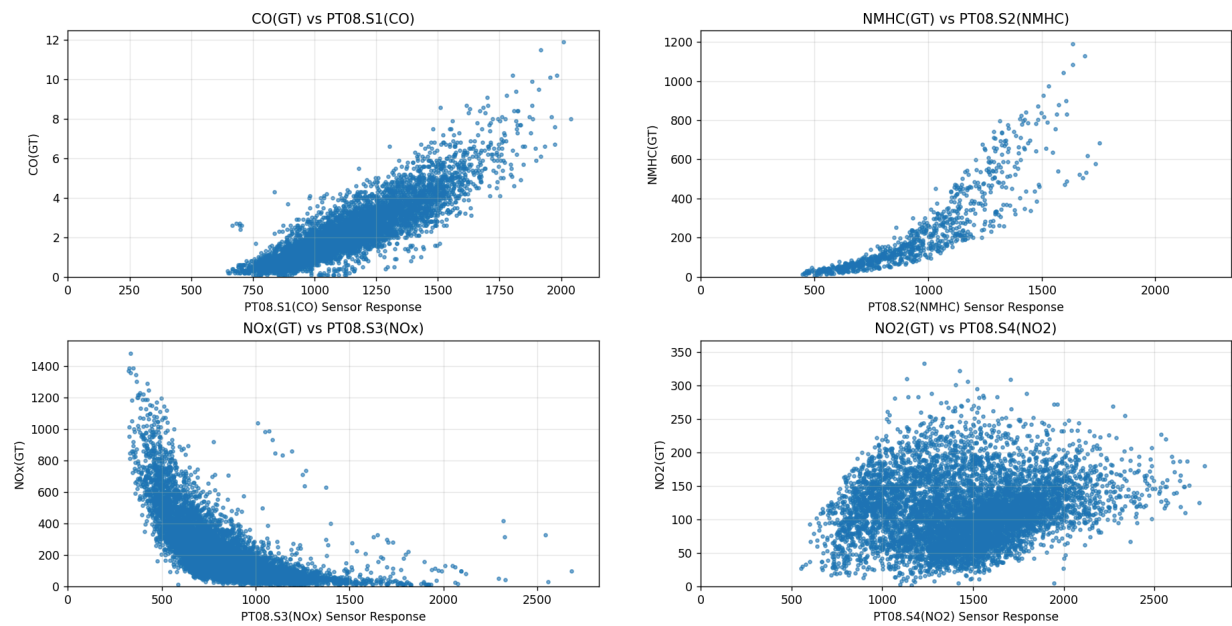 CO(GT) vs PT08.S1(CO)
CO(GT)
12
10
8
6
4
2
0
0 250 500 750 1000 1250 1500 1750 2000
PT08.S1(CO) Sensor Response
NMHC(GT) vs PT08.S2(NMHC)
NMHC(GT)
1200
1000
800
600
400
200
0
0 500 1000 1500 2000
PT08.S2(NMHC) Sensor Response
NOx(GT) vs PT08.S3(NOx)
NOx(GT)
1400
1200
1000
800
600
400
200
0
0 500 1000 1500 2000 2500
PT08.S3(NOx) Sensor Response
NO2(GT) vs PT08.S4(NO2)
NO2(GT)
350
300
250
200
150
100
50
0
0 500 1000 1500 2000 2500
PT08.S4(NO2) Sensor Response